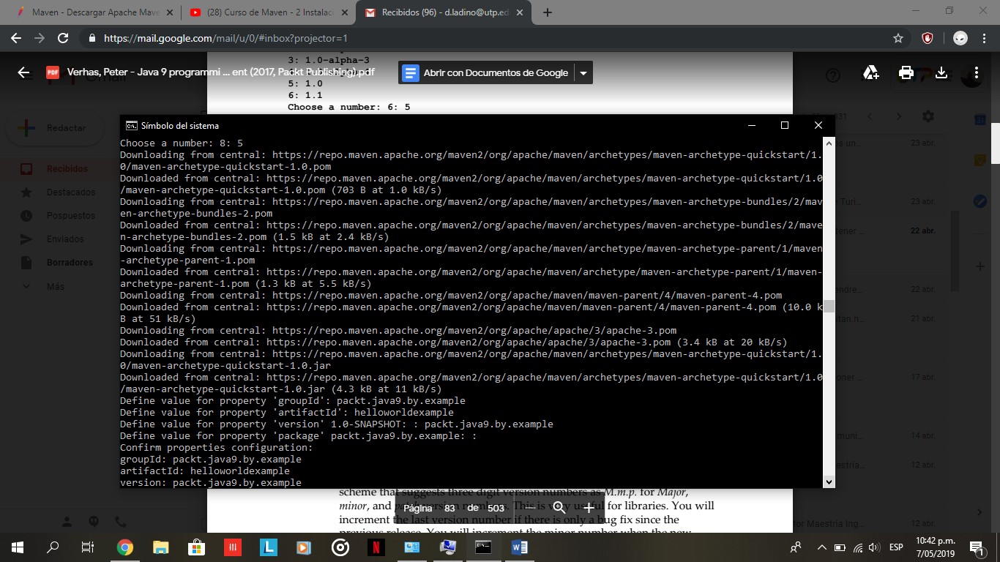 Maven - Descargar Apache Mave
(28) Curso de Maven - 2 Instalac
Recibidos (96) - d.ladino@utp.ed
https://mail.google.com/mail/u/0/#inbox?projector=1
3: 1.0-alpha-3
PDF
Verhas, Peter - Java 9 programmi ... ent (2017, Packt Publishing).pdf
Abrir con Documentos de Google
5: 1.0
6: 1.1
Choose a number: 6: 5
Redactar
Recibidos
Destacados
Pospuestos
Enviados
Borradores
Más
Símbolo del sistema
Choose a number: 8: 5
Downloading from central: https://repo.maven.apache.org/maven2/org/apache/maven/archetypes/maven-archetype-quickstart/1.
0/maven-archetype-quickstart-1.0.pom
Downloaded from central: https://repo.maven.apache.org/maven2/org/apache/maven/archetypes/maven-archetype-quickstart/1.0
/maven-archetype-quickstart-1.0.pom (703 B at 1.0 kB/s)
Downloading from central: https://repo.maven.apache.org/maven2/org/apache/maven/archetypes/maven-archetype-bundles/2/mav
en-archetype-bundles-2.pom
Downloaded from central: https://repo.maven.apache.org/maven2/org/apache/maven/archetypes/maven-archetype-bundles/2/mave
n-archetype-bundles-2.pom (1.5 kB at 2.4 kB/s)
Downloading from central: https://repo.maven.apache.org/maven2/org/apache/maven/archetype/maven-archetype-parent/1/maven
-archetype-parent-1.pom
Downloaded from central: https://repo.maven.apache.org/maven2/org/apache/maven/archetype/maven-archetype-parent/1/maven-
archetype-parent-1.pom (1.3 kB at 5.5 kB/s)
Downloading from central: https://repo.maven.apache.org/maven2/org/apache/maven/maven-parent/4/maven-parent-4.pom
Downloaded from central: https://repo.maven.apache.org/maven2/org/apache/maven/maven-parent/4/maven-parent-4.pom (10.0 k
B at 51 kB/s)
Downloading from central: https://repo.maven.apache.org/maven2/org/apache/apache/3/apache-3.pom
Downloaded from central: https://repo.maven.apache.org/maven2/org/apache/apache/3/apache-3.pom (3.4 kB at 20 kB/s)
Downloading from central: https://repo.maven.apache.org/maven2/org/apache/maven/archetypes/maven-archetype-quickstart/1.
0/maven-archetype-quickstart-1.0.jar
Downloaded from central: https://repo.maven.apache.org/maven2/org/apache/maven/archetypes/maven-archetype-quickstart/1.0
/maven-archetype-quickstart-1.0.jar (4.3 kB at 11 kB/s)
Define value for property 'groupId': packt.java9.by.example
Define value for property 'artifactId': helloworldexample
Define value for property 'version' 1.0-SNAPSHOT: : packt.java9.by.example
Define value for property 'package' packt.java9.by.example: :
Confirm properties configuration:
groupId: packt.java9.by.example
artifactId: helloworldexample
version: packt.java9.by.example
23 abr.
23 abr.
22 abr.
22 abr.
21 abr.
17 abr.
14 abr.
12 abr.
tor Maestria Ing...
12 abr.
scheme that suggests three digit version numbers as M.m.p. for Major,
minor, and patch version numbers. This is very useful for libraries. You will
Página 83 de 503
increment the last version number if there is only a bug fix since the
previous release. You will increment the minor number when the new
ESP
10:42 p.m.
7/05/2019
1